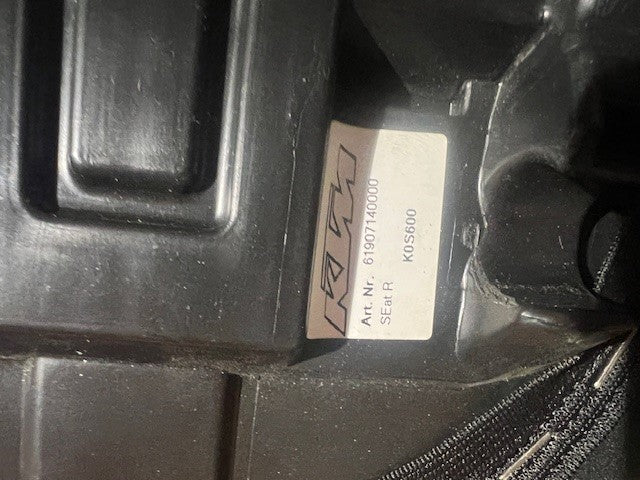 KTM
Art. Nr. 61907140000
SEat R
K0S600